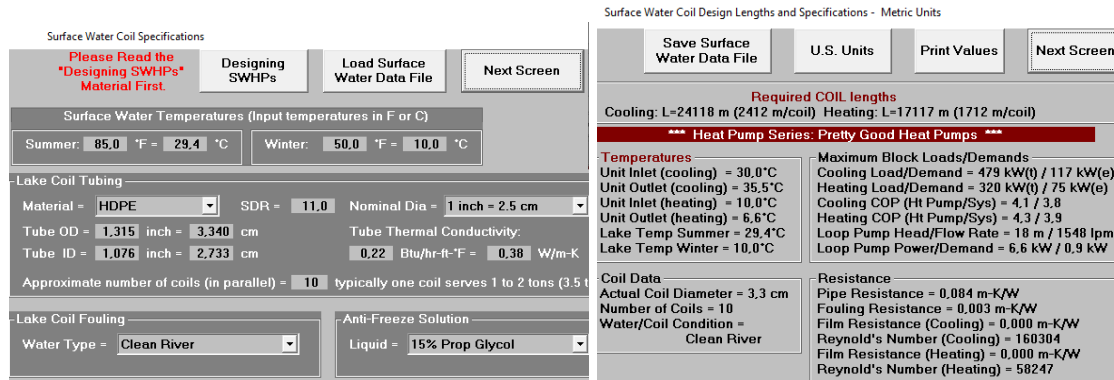 Surface Water Coil Specifications
Please Read the
"Designing SWHPs"
Material First.
Designing
SWHPs
Load Surface
Water Data File
Next Screen
Surface Water Temperatures (Input temperatures in F or C)
Summer: 85,0 °F = 29,4 °C Winter: 50,0 °F = 10,0 °C
Lake Coil Tubing
Material = HDPE SDR = 11,0 Nominal Dia = 1 inch = 2.5 cm
Tube OD = 1,315 inch = 3,340 cm Tube Thermal Conductivity:
Tube ID = 1,076 inch = 2,733 cm 0,22 Btu/hr-ft-°F = 0,38 W/m-K
Approximate number of coils (in parallel) = 10 typically one coil serves 1 to 2 tons (3.5 t
Lake Coil Fouling
Water Type = Clean River
Anti-Freeze Solution
Liquid = 15% Prop Glycol
Surface Water Coil Design Lengths and Specifications - Metric Units
Save Surface
Water Data File
U.S. Units
Print Values
Next Screen
Required COIL lengths
Cooling: L=24118 m (2412 m/coil) Heating: L=17117 m (1712 m/coil)
*** Heat Pump Series: Pretty Good Heat Pumps ***
Temperatures
Unit Inlet (cooling) = 30,0°C
Unit Outlet (cooling) = 35,5°C
Unit Inlet (heating) = 10,0°C
Unit Outlet (heating) = 6,6°C
Lake Temp Summer = 29,4°C
Lake Temp Winter = 10,0°C
Maximum Block Loads/Demands
Cooling Load/Demand = 479 kW(t) / 117 kW(e)
Heating Load/Demand = 320 kW(t) / 75 kW(e)
Cooling COP (Ht Pump/Sys) = 4,1 / 3,8
Heating COP (Ht Pump/Sys) = 4,3 / 3,9
Loop Pump Head/Flow Rate = 18 m / 1548 lpm
Loop Pump Power/Demand = 6,6 kW / 0,9 kW
Coil Data
Actual Coil Diameter = 3,3 cm
Number of Coils = 10
Water/Coil Condition =
Clean River
Resistance
Pipe Resistance = 0,084 m-K/W
Fouling Resistance = 0,003 m-K/W
Film Resistance (Cooling) = 0,000 m-K/W
Reynold's Number (Cooling) = 160304
Film Resistance (Heating) = 0,000 m-K/W
Reynold's Number (Heating) = 58247